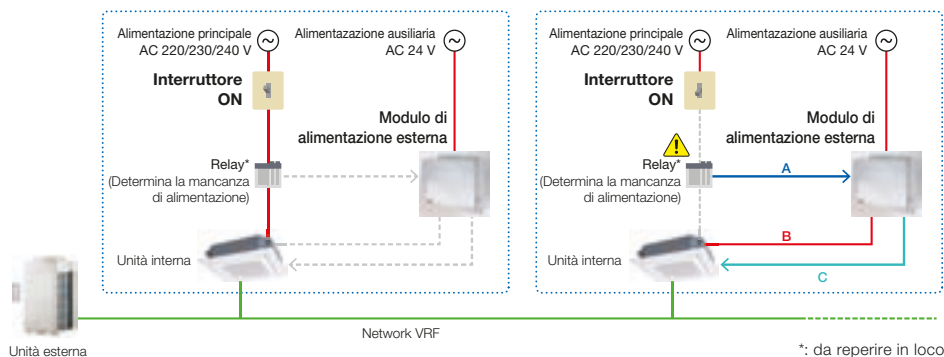 Alimentazione principale
AC 220/230/240 V
Alimentazazione ausiliaria
AC 24 V
Interruttore
ON
Modulo di
alimentazione esterna
Relay*
(Determina la mancanza
di alimentazione)
Unità interna
Alimentazione principale
AC 220/230/240 V
Alimentazazione ausiliaria
AC 24 V
Interruttore
ON
Modulo di
alimentazione esterna
Relay*
(Determina la mancanza
di alimentazione)
A
B
Unità interna
C
Network VRF
Unità esterna
*: da reperire in loco